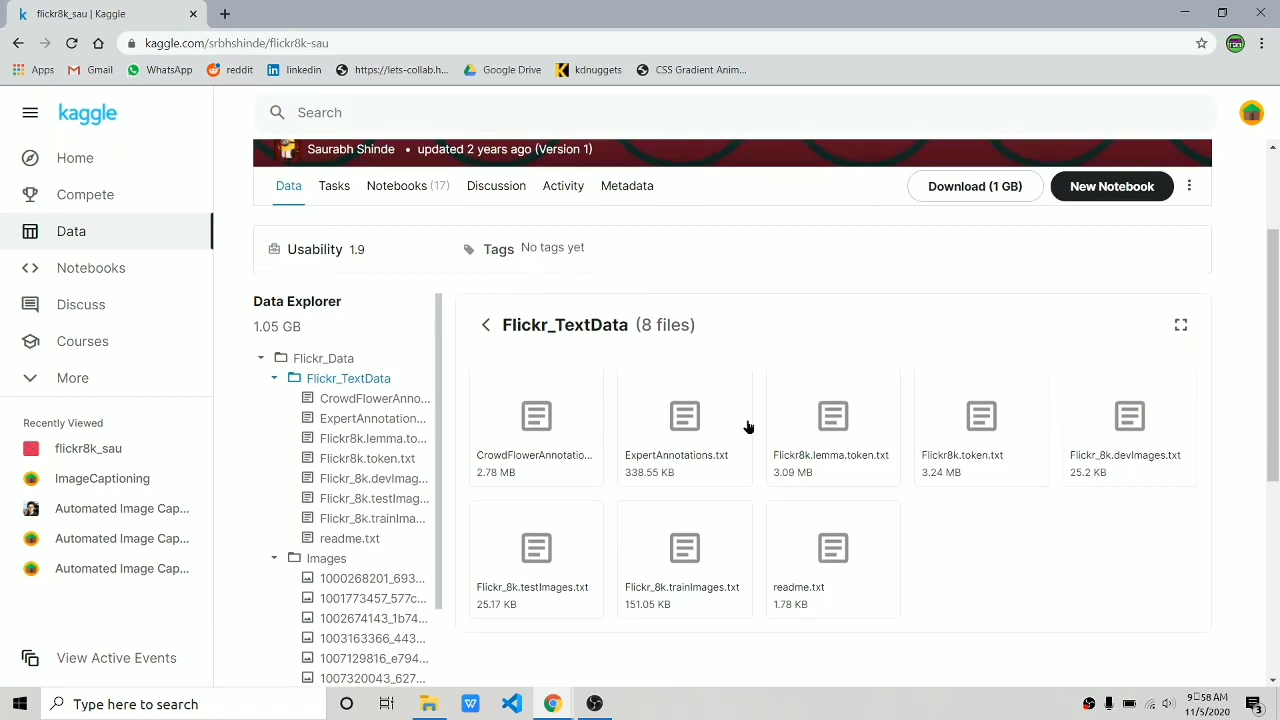 flickr8k_sau | Kaggle
kaggle.com/srbhshinde/flickr8k-sau
Apps
Gmail
WhatsApp
reddit
linkedin
https://lets-collab.h...
Google Drive
kdnuggets
CSS Gradient Anim...
kaggle
Search
Home
Compete
Data
Notebooks
Discuss
Courses
More
Recently Viewed
flickr8k_sau
ImageCaptioning
Automated Image Cap...
Automated Image Cap...
Automated Image Cap...
View Active Events
Saurabh Shinde • updated 2 years ago (Version 1)
Data
Tasks
Notebooks (17)
Discussion
Activity
Metadata
Download (1 GB)
New Notebook
Usability 1.9
Tags No tags yet
Data Explorer
1.05 GB
Flickr_Data
Flickr_TextData
CrowdFlowerAnno...
ExpertAnnotation...
Flickr8k.lemma.to...
Flickr8k.token.txt
Flickr_8k.devImag...
Flickr_8k.testImag...
Flickr_8k.trainIma...
readme.txt
Images
1000268201_693...
1001773457_577c...
1002674143_1b74...
1003163366_443...
1007129816_e794...
1007320043_627...
Flickr_TextData (8 files)
CrowdFlowerAnnotatio...
2.78 MB
ExpertAnnotations.txt
338.55 KB
Flickr8k.lemma.token.txt
3.09 MB
Flickr8k.token.txt
3.24 MB
Flickr_8k.devImages.txt
25.2 KB
Flickr_8k.testImages.txt
25.17 KB
Flickr_8k.trainImages.txt
151.05 KB
readme.txt
1.78 KB
Type here to search
9:58 AM
11/5/2020
3